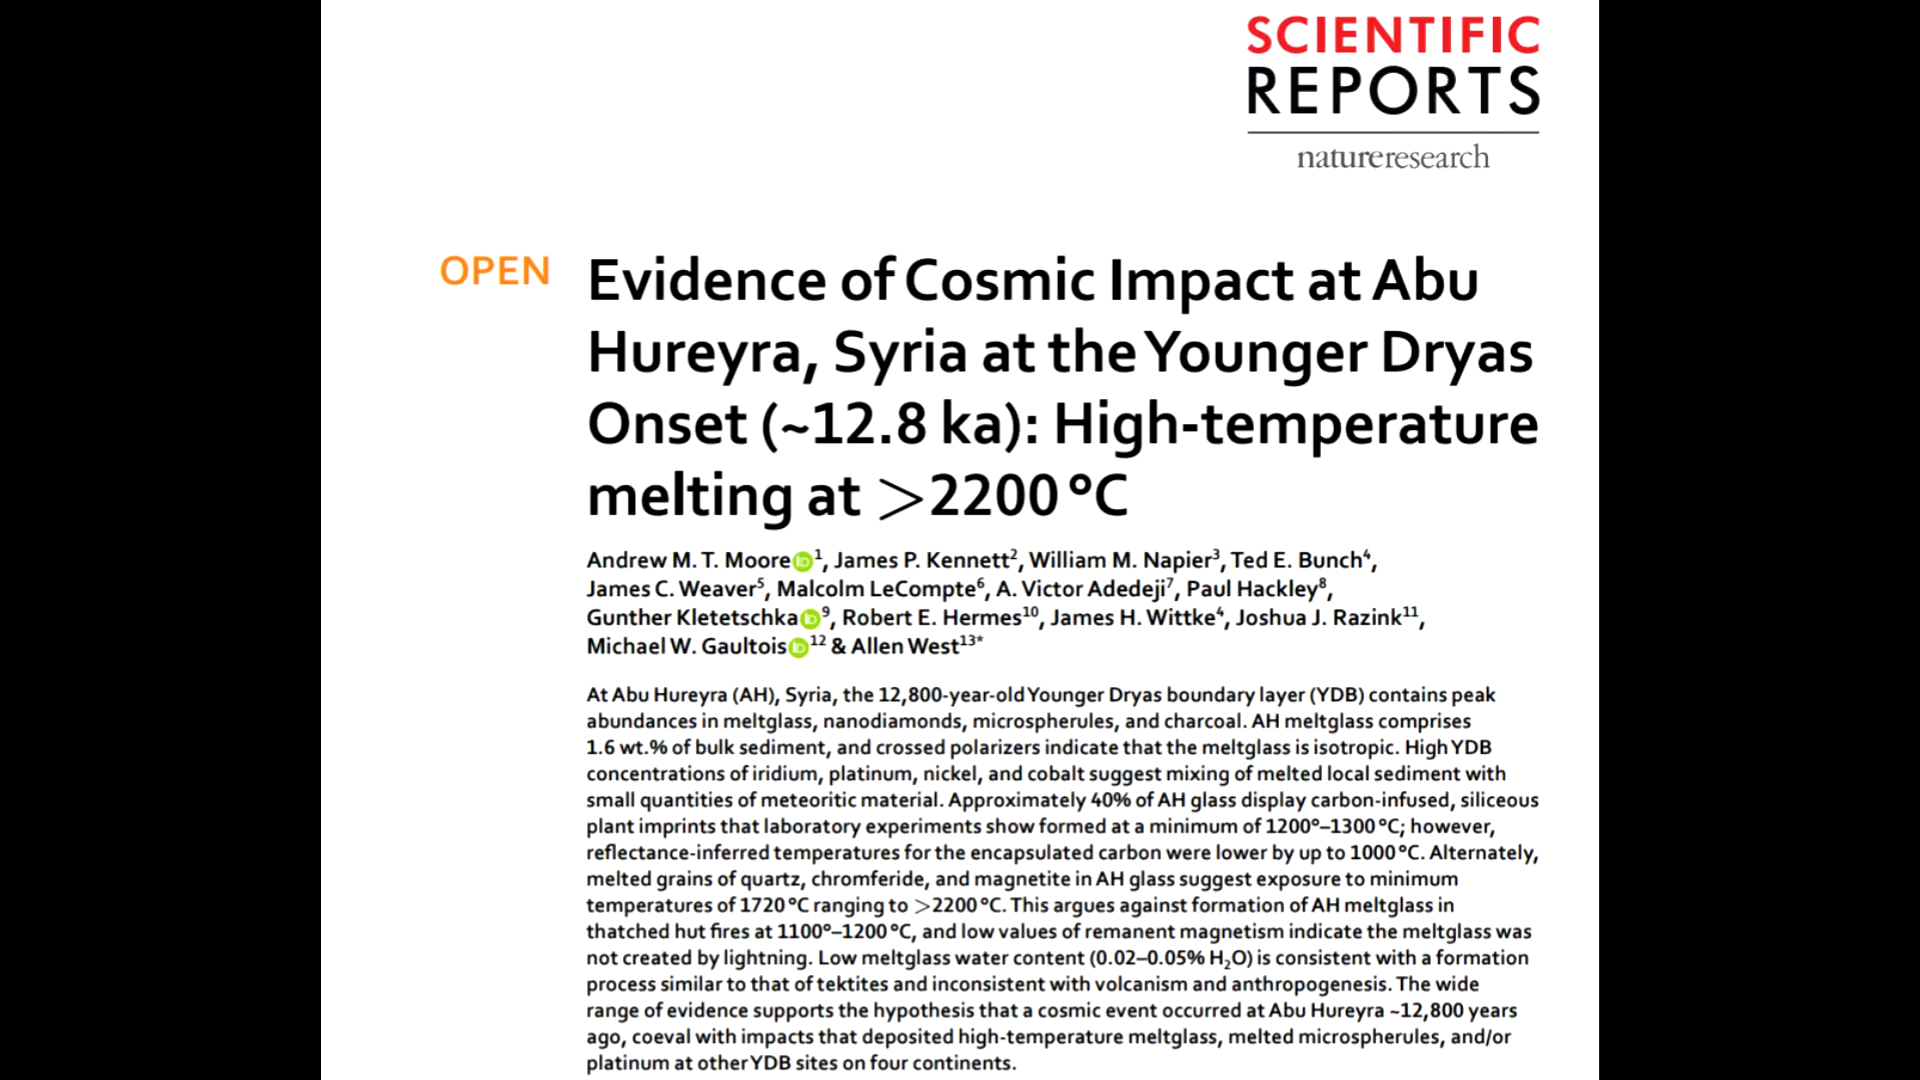 SCIENTIFIC
REPORTS
natureresearch
OPEN
Evidence of Cosmic Impact at Abu
Hureyra, Syria at the Younger Dryas
Onset (~12.8 ka): High-temperature
melting at >2200 °C
Andrew M. T. Moore iD 1, James P. Kennett2, William M. Napier3, Ted E. Bunch4,
James C. Weaver5, Malcolm LeCompte6, A. Victor Adedeji7, Paul Hackley8,
Gunther Kletetschka iD 9, Robert E. Hermes10, James H. Wittke4, Joshua J. Razink11,
Michael W. Gaultois iD 12 & Allen West13*
At Abu Hureyra (AH), Syria, the 12,800-year-old Younger Dryas boundary layer (YDB) contains peak
abundances in meltglass, nanodiamonds, microspherules, and charcoal. AH meltglass comprises
1.6 wt.% of bulk sediment, and crossed polarizers indicate that the meltglass is isotropic. High YDB
concentrations of iridium, platinum, nickel, and cobalt suggest mixing of melted local sediment with
small quantities of meteoritic material. Approximately 40% of AH glass display carbon-infused, siliceous
plant imprints that laboratory experiments show formed at a minimum of 1200°–1300 °C; however,
reflectance-inferred temperatures for the encapsulated carbon were lower by up to 1000 °C. Alternately,
melted grains of quartz, chromferide, and magnetite in AH glass suggest exposure to minimum
temperatures of 1720 °C ranging to >2200 °C. This argues against formation of AH meltglass in
thatched hut fires at 1100°–1200 °C, and low values of remanent magnetism indicate the meltglass was
not created by lightning. Low meltglass water content (0.02–0.05% H2O) is consistent with a formation
process similar to that of tektites and inconsistent with volcanism and anthropogenesis. The wide
range of evidence supports the hypothesis that a cosmic event occurred at Abu Hureyra ~12,800 years
ago, coeval with impacts that deposited high-temperature meltglass, melted microspherules, and/or
platinum at other YDB sites on four continents.